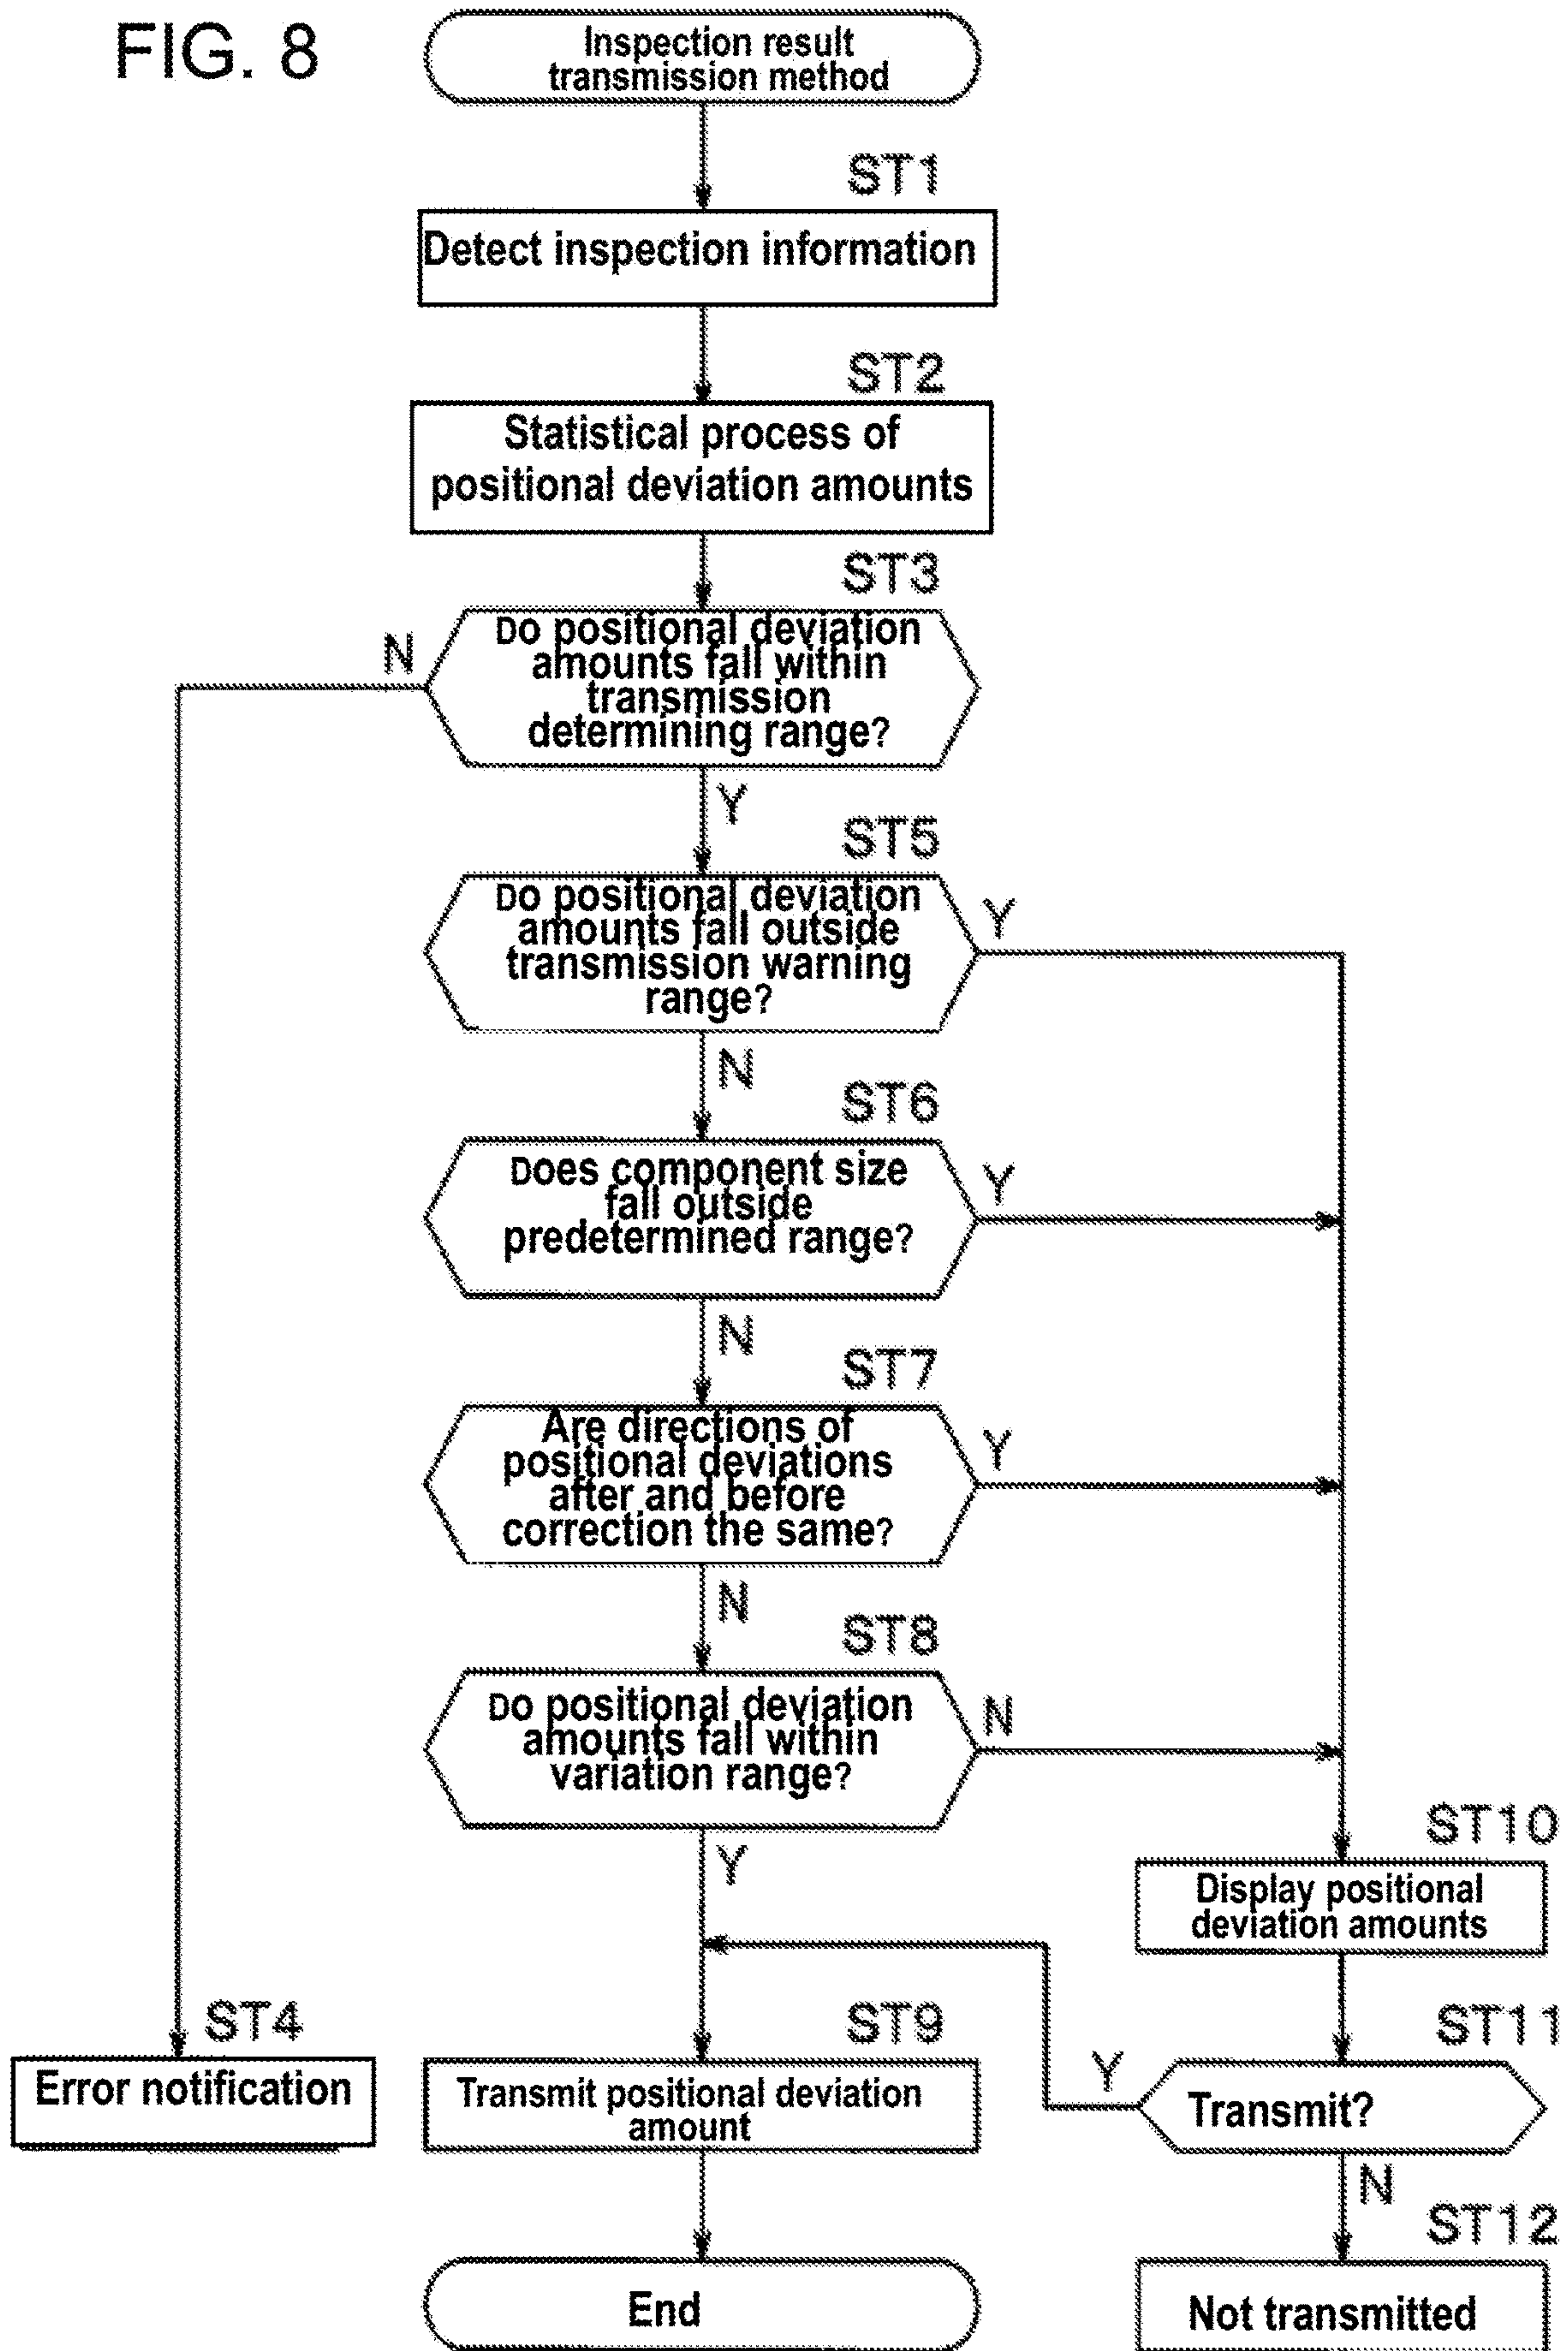 FIG. 8
Inspection result
transmission method
ST1
Detect inspection information
ST2
Statistical process of
positional deviation amounts
ST3
Do positional deviation
amounts fall within
transmission
determining range?
N
Y
ST5
Do positional deviation
amounts fall outside
transmission warning
range?
Y
N
ST6
Does component size
fall outside
predetermined range?
Y
N
ST7
Are directions of
positional deviations
after and before
correction the same?
Y
N
ST8
Do positional deviation
amounts fall within
variation range?
N
Y
ST10
Display positional
deviation amounts
ST4
Error notification
ST9
Transmit positional deviation
amount
ST11
Transmit?
Y
N
ST12
End
Not transmitted